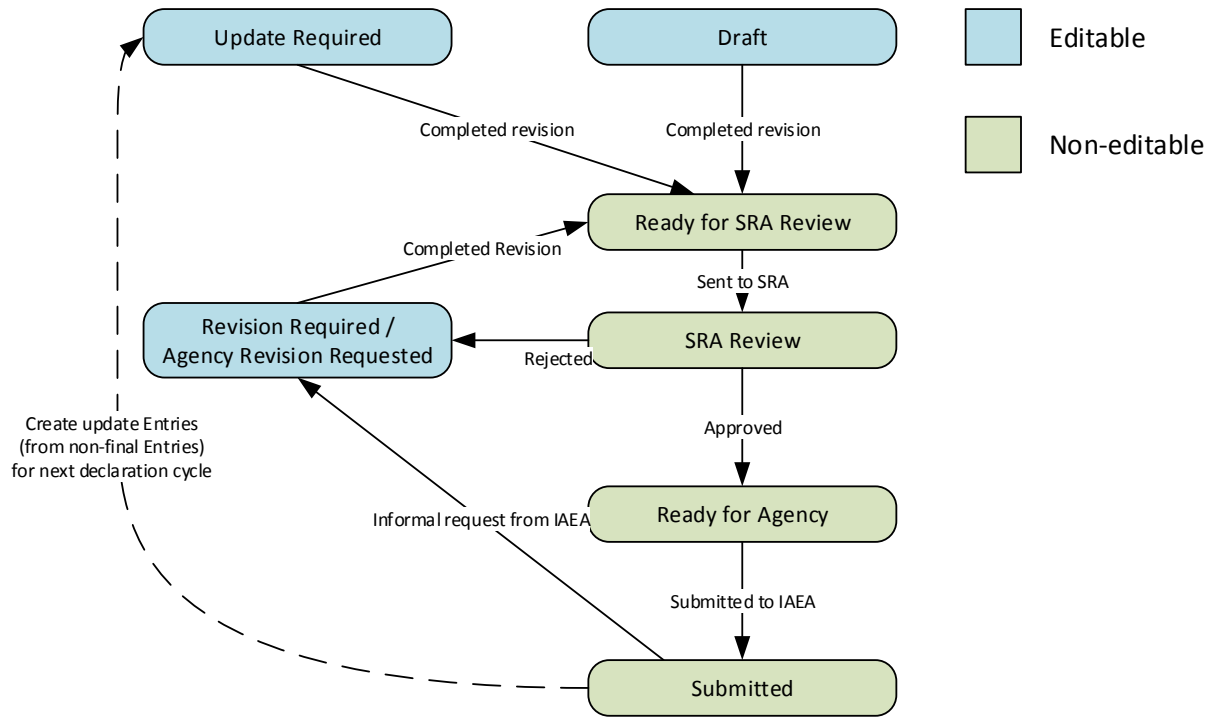 Update Required
Draft
Editable
Completed revision
Completed revision
Non-editable
Ready for SRA Review
Completed Revision
Sent to SRA
Revision Required /
Agency Revision Requested
SRA Review
Rejected
Create update Entries
(from non-final Entries)
for next declaration cycle
Approved
Informal request from IAEA
Ready for Agency
Submitted to IAEA
Submitted